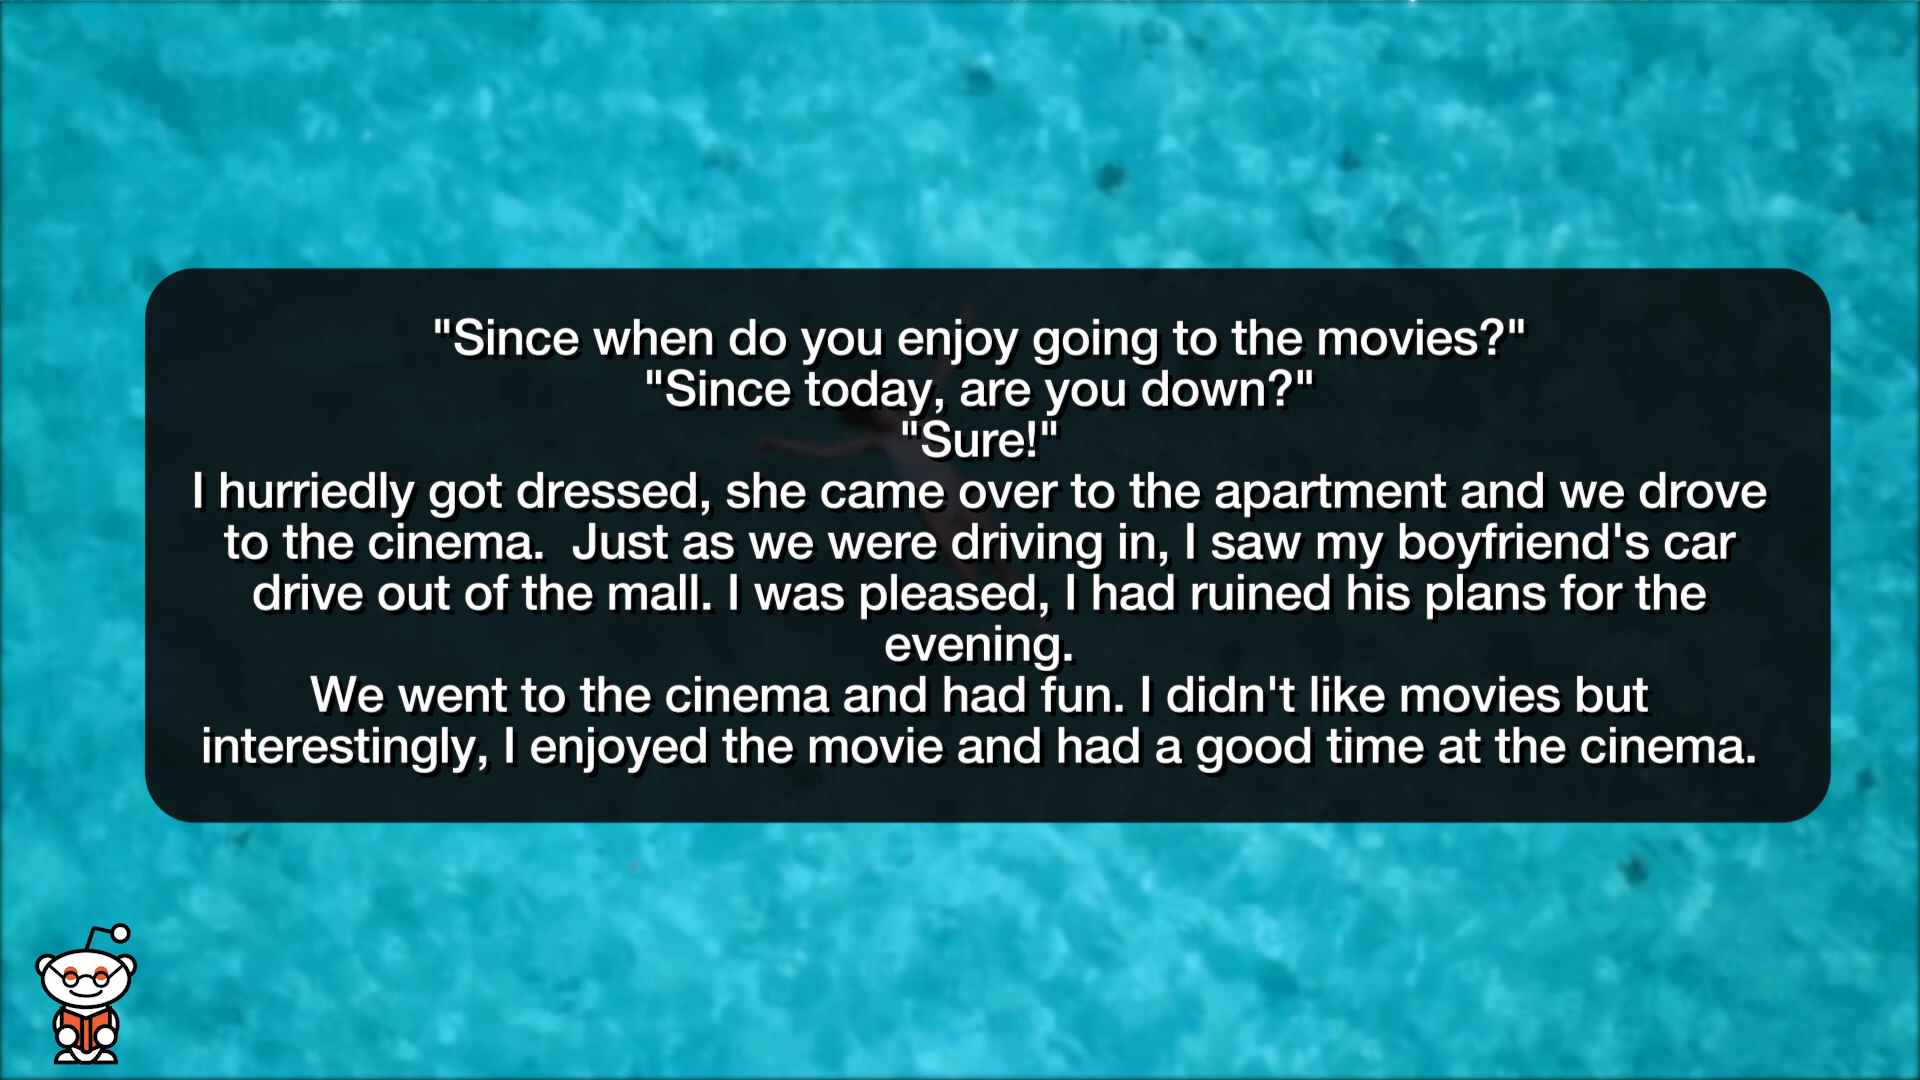 "Since when do you enjoy going to the movies?"
"Since today, are you down?"
"Sure!"
I hurriedly got dressed, she came over to the apartment and we drove
to the cinema.  Just as we were driving in, I saw my boyfriend's car
drive out of the mall. I was pleased, I had ruined his plans for the
evening.
We went to the cinema and had fun. I didn't like movies but
interestingly, I enjoyed the movie and had a good time at the cinema.